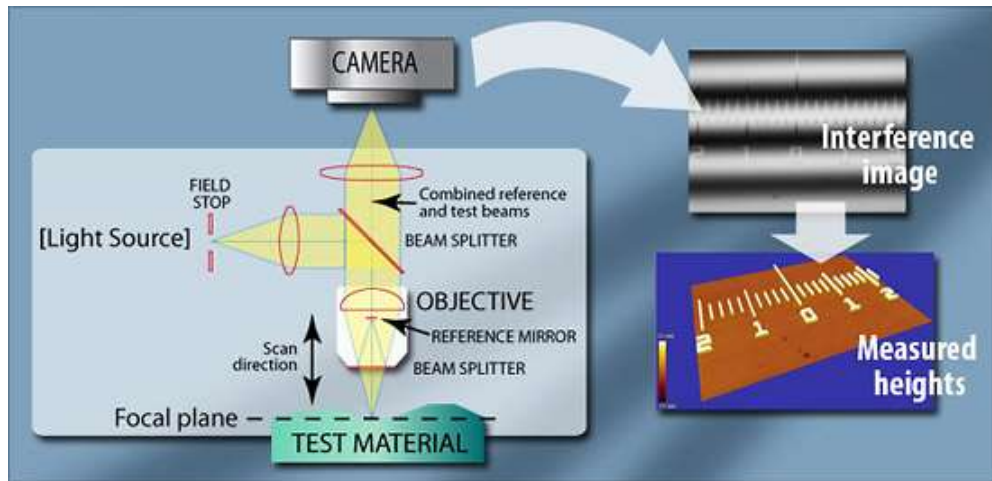 CAMERA
FIELD
STOP
[Light Source]
Combined reference
and test beams
BEAM SPLITTER
OBJECTIVE
REFERENCE MIRROR
Scan
direction
BEAM SPLITTER
Focal plane
TEST MATERIAL
Interference
image
2 1 0 1 2
Measured
heights